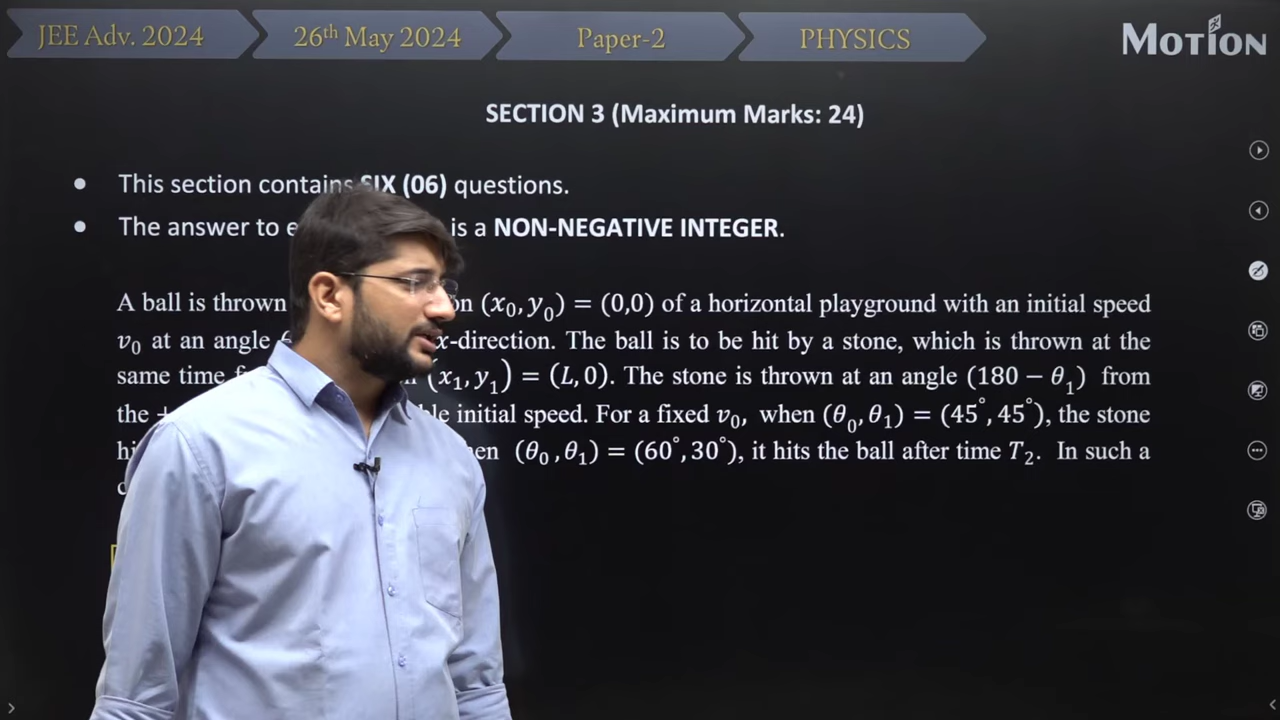 JEE Adv. 2024
26th May 2024
Paper-2
PHYSICS
MOTION
SECTION 3 (Maximum Marks: 24)
• This section contains SIX (06) questions.
• The answer to is a NON-NEGATIVE INTEGER.
A ball is thrown (x₀, y₀) = (0,0) of a horizontal playground with an initial speed
v₀ at an angle x-direction. The ball is to be hit by a stone, which is thrown at the
same time (x₁, y₁) = (L, 0). The stone is thrown at an angle (180 − θ₁) from
the initial speed. For a fixed v₀, when (θ₀, θ₁) = (45°, 45°), the stone
(θ₀ , θ₁) = (60°, 30°), it hits the ball after time T₂. In such a